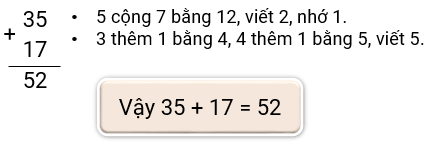 35
+
17
52
• 5 cộng 7 bằng 12, viết 2, nhớ 1.
• 3 thêm 1 bằng 4, 4 thêm 1 bằng 5, viết 5.
Vậy 35 + 17 = 52